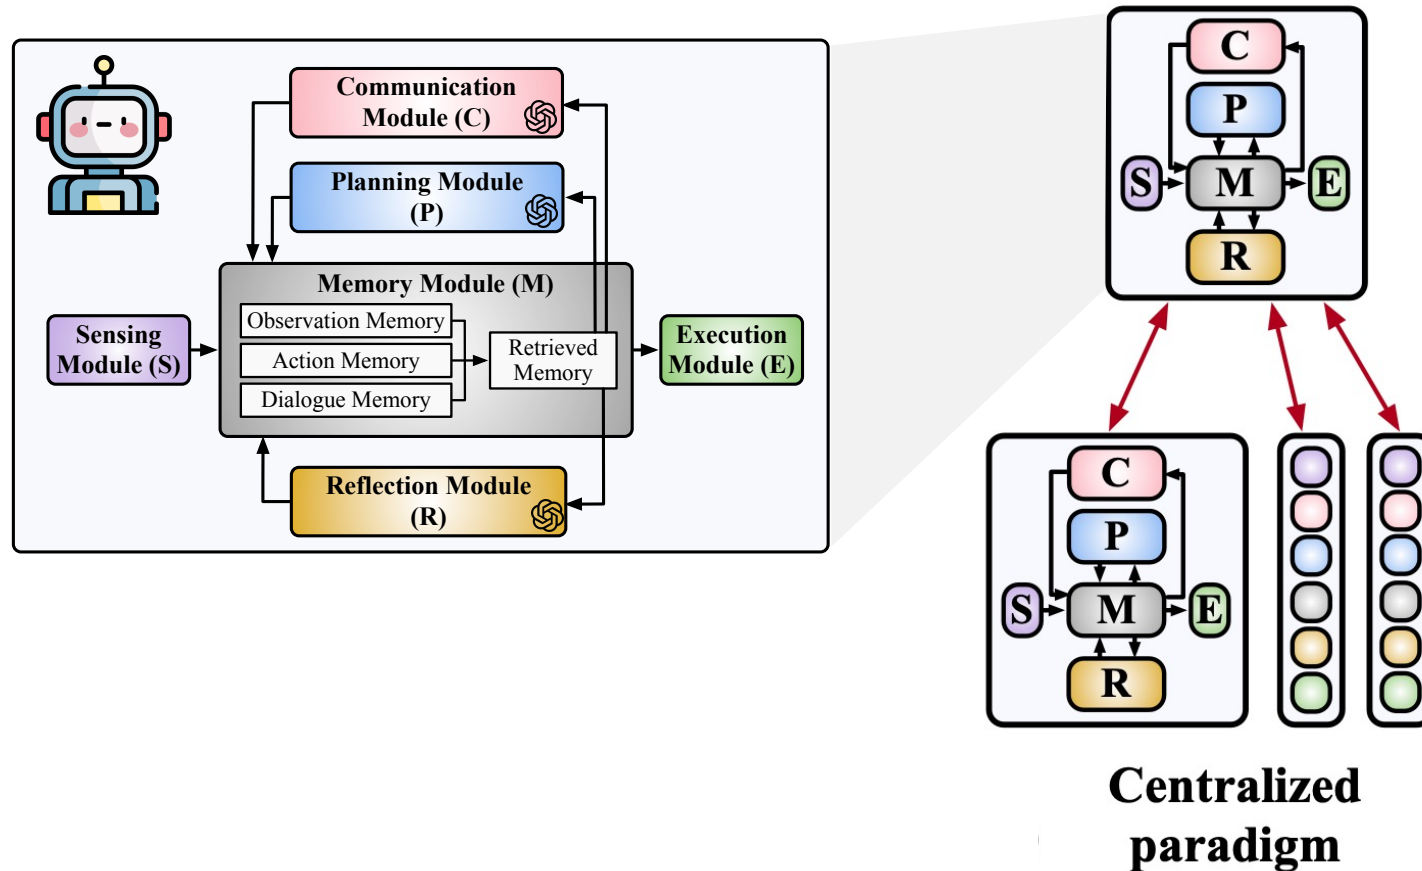 Communication
Module (C)
Planning Module
(P)
Memory Module (M)
Observation Memory
Action Memory
Dialogue Memory
Retrieved
Memory
Sensing
Module (S)
Execution
Module (E)
Reflection Module
(R)
C
P
S
M
E
R
C
P
S
M
E
R
Centralized
paradigm